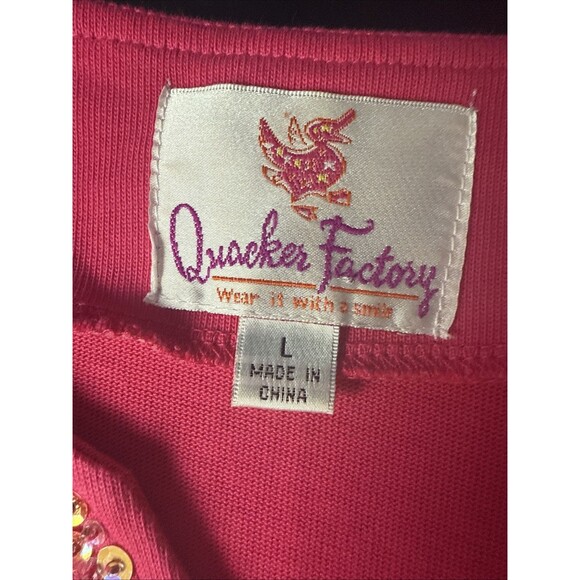 Quacker Factory
Wear it with a smile
L
MADE IN
CHINA